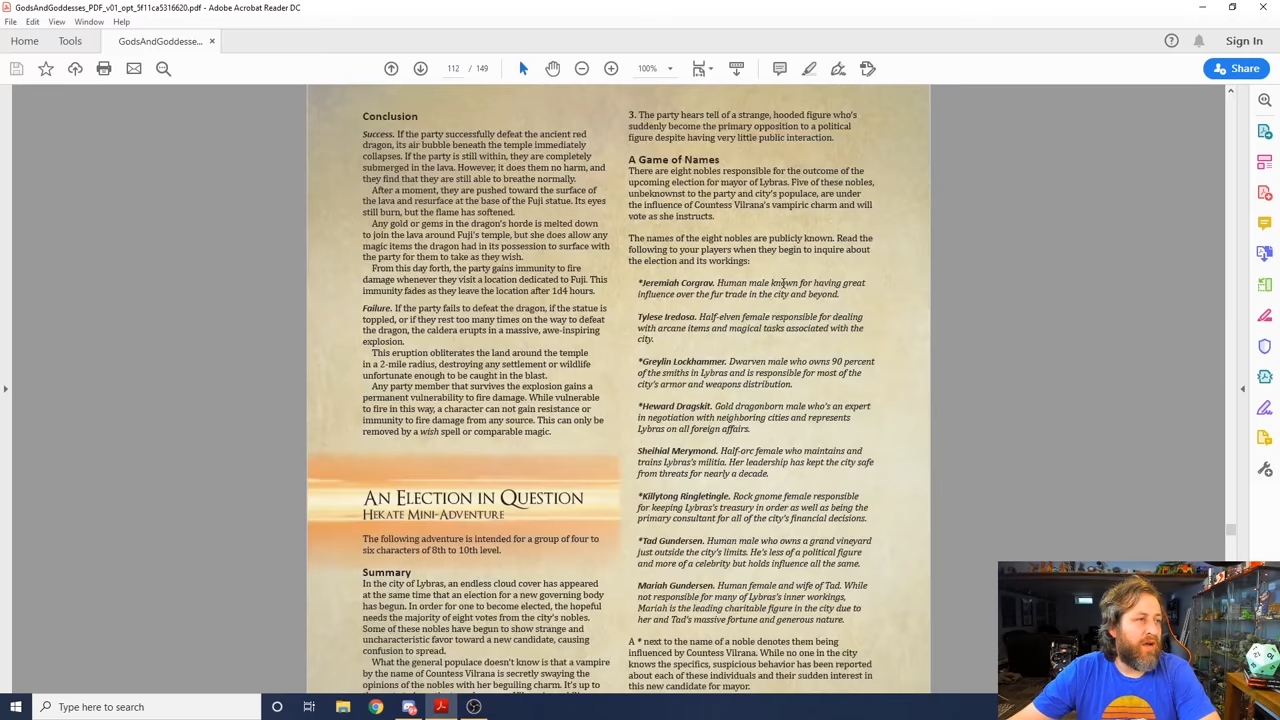 GodsAndGoddesses_PDF_v01_opt_5f11ca5316620.pdf - Adobe Acrobat Reader DC
File Edit View Window Help
Home Tools GodsAndGoddesse... × Sign In
112 / 149 100% Share
Conclusion
Success. If the party successfully defeat the ancient red
dragon, its air bubble beneath the temple immediately
collapses. If the party is still within, they are completely
submerged in the lava. However, it does them no harm, and
they find that they are still able to breathe normally.
After a moment, they are pushed toward the surface of
the lava and resurface at the base of the Fuji statue. Its eyes
still burn, but the flame has softened.
Any gold or gems in the dragon's horde is melted down
to join the lava around Fuji's temple, but she does allow any
magic items the dragon had in its possession to surface with
the party for them to take as they wish.
From this day forth, the party gains immunity to fire
damage whenever they visit a location dedicated to Fuji. This
immunity fades as they leave the location after 1d4 hours.
Failure. If the party fails to defeat the dragon, if the statue is
toppled, or if they rest too many times on the way to defeat
the dragon, the caldera erupts in a massive, awe-inspiring
explosion.
This eruption obliterates the land around the temple
in a 2-mile radius, destroying any settlement or wildlife
unfortunate enough to be caught in the blast.
Any party member that survives the explosion gains a
permanent vulnerability to fire damage. While vulnerable
to fire in this way, a character can not gain resistance or
immunity to fire damage from any source. This can only be
removed by a wish spell or comparable magic.
An Election in Question
Hekate Mini-Adventure
The following adventure is intended for a group of four to
six characters of 8th to 10th level.
Summary
In the city of Lybras, an endless cloud cover has appeared
at the same time that an election for a new governing body
has begun. In order for one to become elected, the hopeful
needs the majority of eight votes from the city's nobles.
Some of these nobles have begun to show strange and
uncharacteristic favor toward a new candidate, causing
confusion to spread.
What the general populace doesn't know is that a vampire
by the name of Countess Vilrana is secretly swaying the
opinions of the nobles with her beguiling charm. It's up to
3. The party hears tell of a strange, hooded figure who's
suddenly become the primary opposition to a political
figure despite having very little public interaction.
A Game of Names
There are eight nobles responsible for the outcome of the
upcoming election for mayor of Lybras. Five of these nobles,
unbeknownst to the party and city's populace, are under
the influence of Countess Vilrana's vampiric charm and will
vote as she instructs.
The names of the eight nobles are publicly known. Read the
following to your players when they begin to inquire about
the election and its workings:
*Jeremiah Corgrav. Human male known for having great
influence over the fur trade in the city and beyond.
Tylese Iredosa. Half-elven female responsible for dealing
with arcane items and magical tasks associated with the
city.
*Greylin Lockhammer. Dwarven male who owns 90 percent
of the smiths in Lybras and is responsible for most of the
city's armor and weapons distribution.
*Heward Dragskit. Gold dragonborn male who's an expert
in negotiation with neighboring cities and represents
Lybras on all foreign affairs.
Sheihial Merymond. Half-orc female who maintains and
trains Lybras's militia. Her leadership has kept the city safe
from threats for nearly a decade.
*Killytong Ringletingle. Rock gnome female responsible
for keeping Lybras's treasury in order as well as being the
primary consultant for all of the city's financial decisions.
*Tad Gundersen. Human male who owns a grand vineyard
just outside the city's limits. He's less of a political figure
and more of a celebrity but holds influence all the same.
Mariah Gundersen. Human female and wife of Tad. While
not responsible for many of Lybras's inner workings,
Mariah is the leading charitable figure in the city due to
her and Tad's massive fortune and generous nature.
A * next to the name of a noble denotes them being
influenced by Countess Vilrana. While no one in the city
knows the specifics, suspicious behavior has been reported
about each of these individuals and their sudden interest in
this new candidate for mayor.
Type here to search